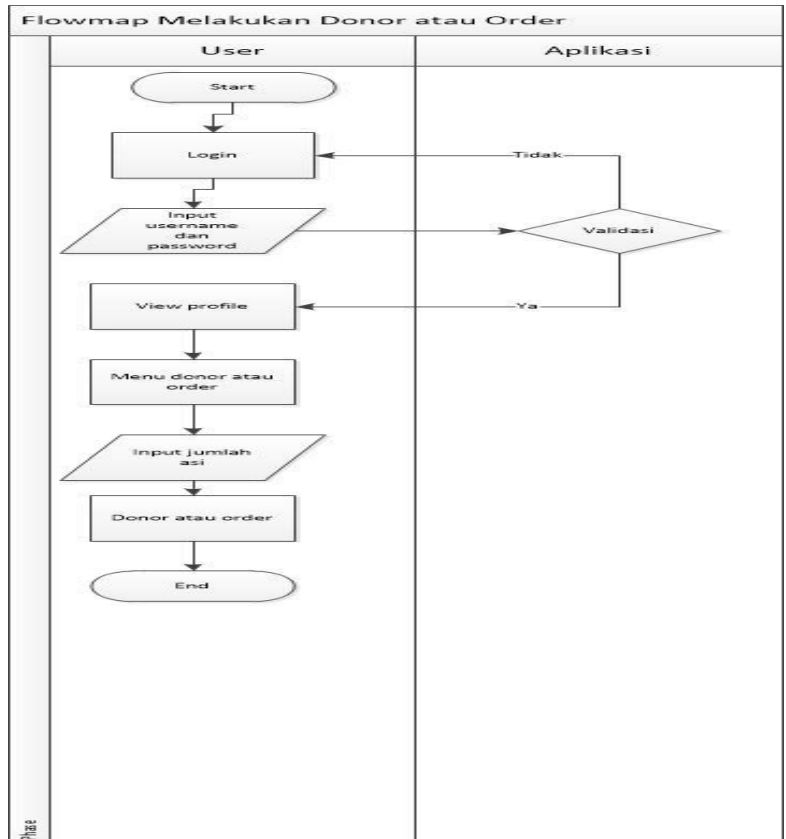 Flowmap Melakukan Donor atau Order
User
Aplikasi
Start
Login
Tidak
Input
username
dan
password
Validasi
View profile
Ya
Menu donor atau
order
Input jumlah
asi
Donor atau order
End
Phase